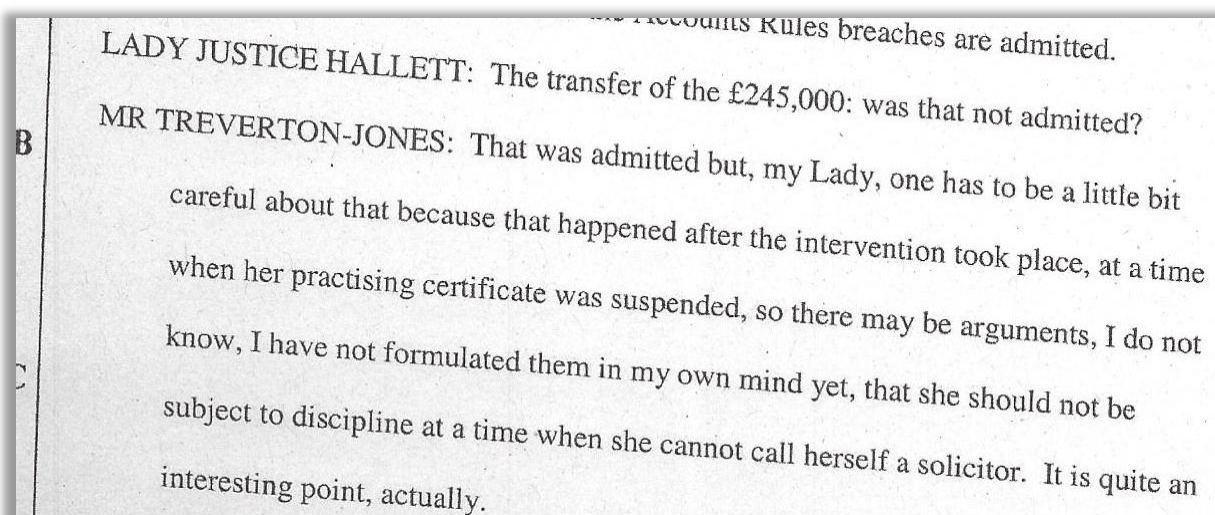 Accounts Rules breaches are admitted.
LADY JUSTICE HALLETT: The transfer of the £245,000: was that not admitted?
MR TREVERTON-JONES: That was admitted but, my Lady, one has to be a little bit
B
careful about that because that happened after the intervention took place, at a time
when her practising certificate was suspended, so there may be arguments, I do not
know, I have not formulated them in my own mind yet, that she should not be
C
subject to discipline at a time when she cannot call herself a solicitor. It is quite an
interesting point, actually.